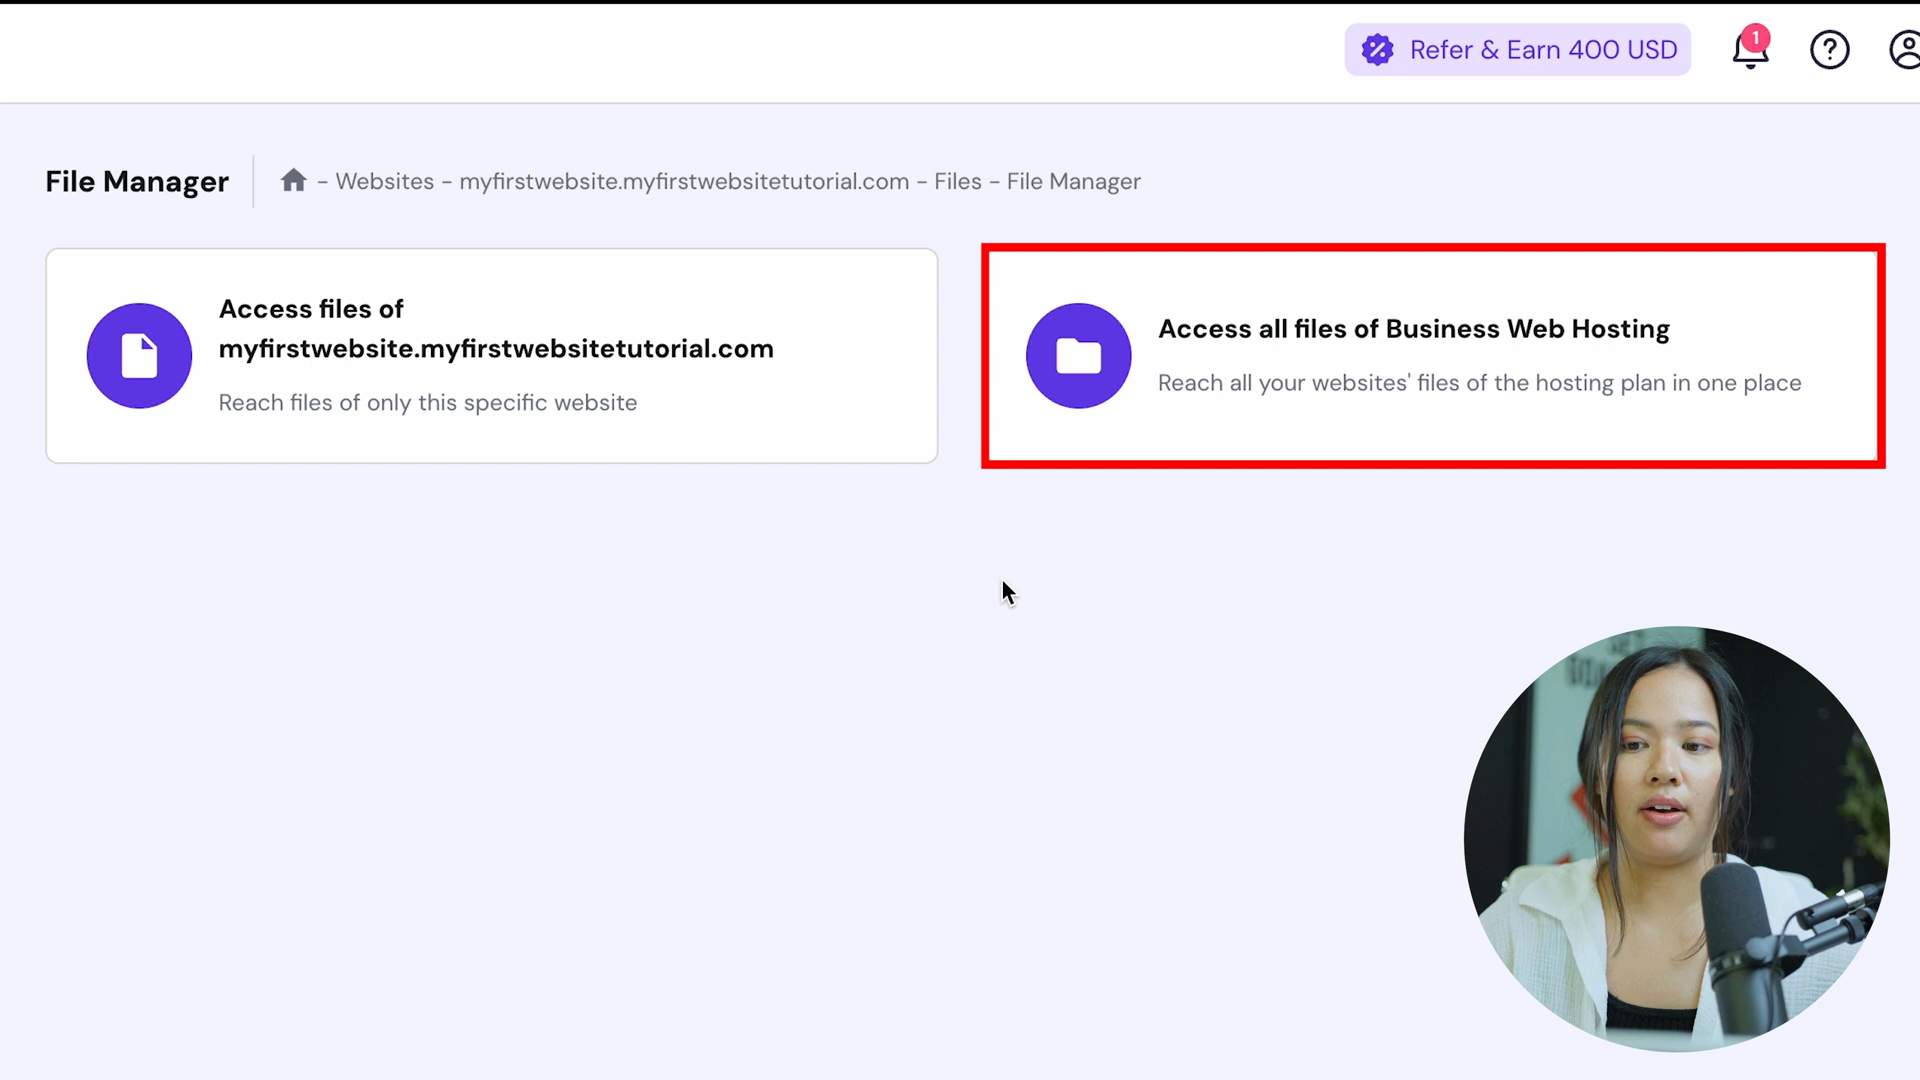 Refer & Earn 400 USD
1
File Manager
- Websites - myfirstwebsite.myfirstwebsitetutorial.com - Files - File Manager
Access files of
myfirstwebsite.myfirstwebsitetutorial.com
Reach files of only this specific website
Access all files of Business Web Hosting
Reach all your websites' files of the hosting plan in one place